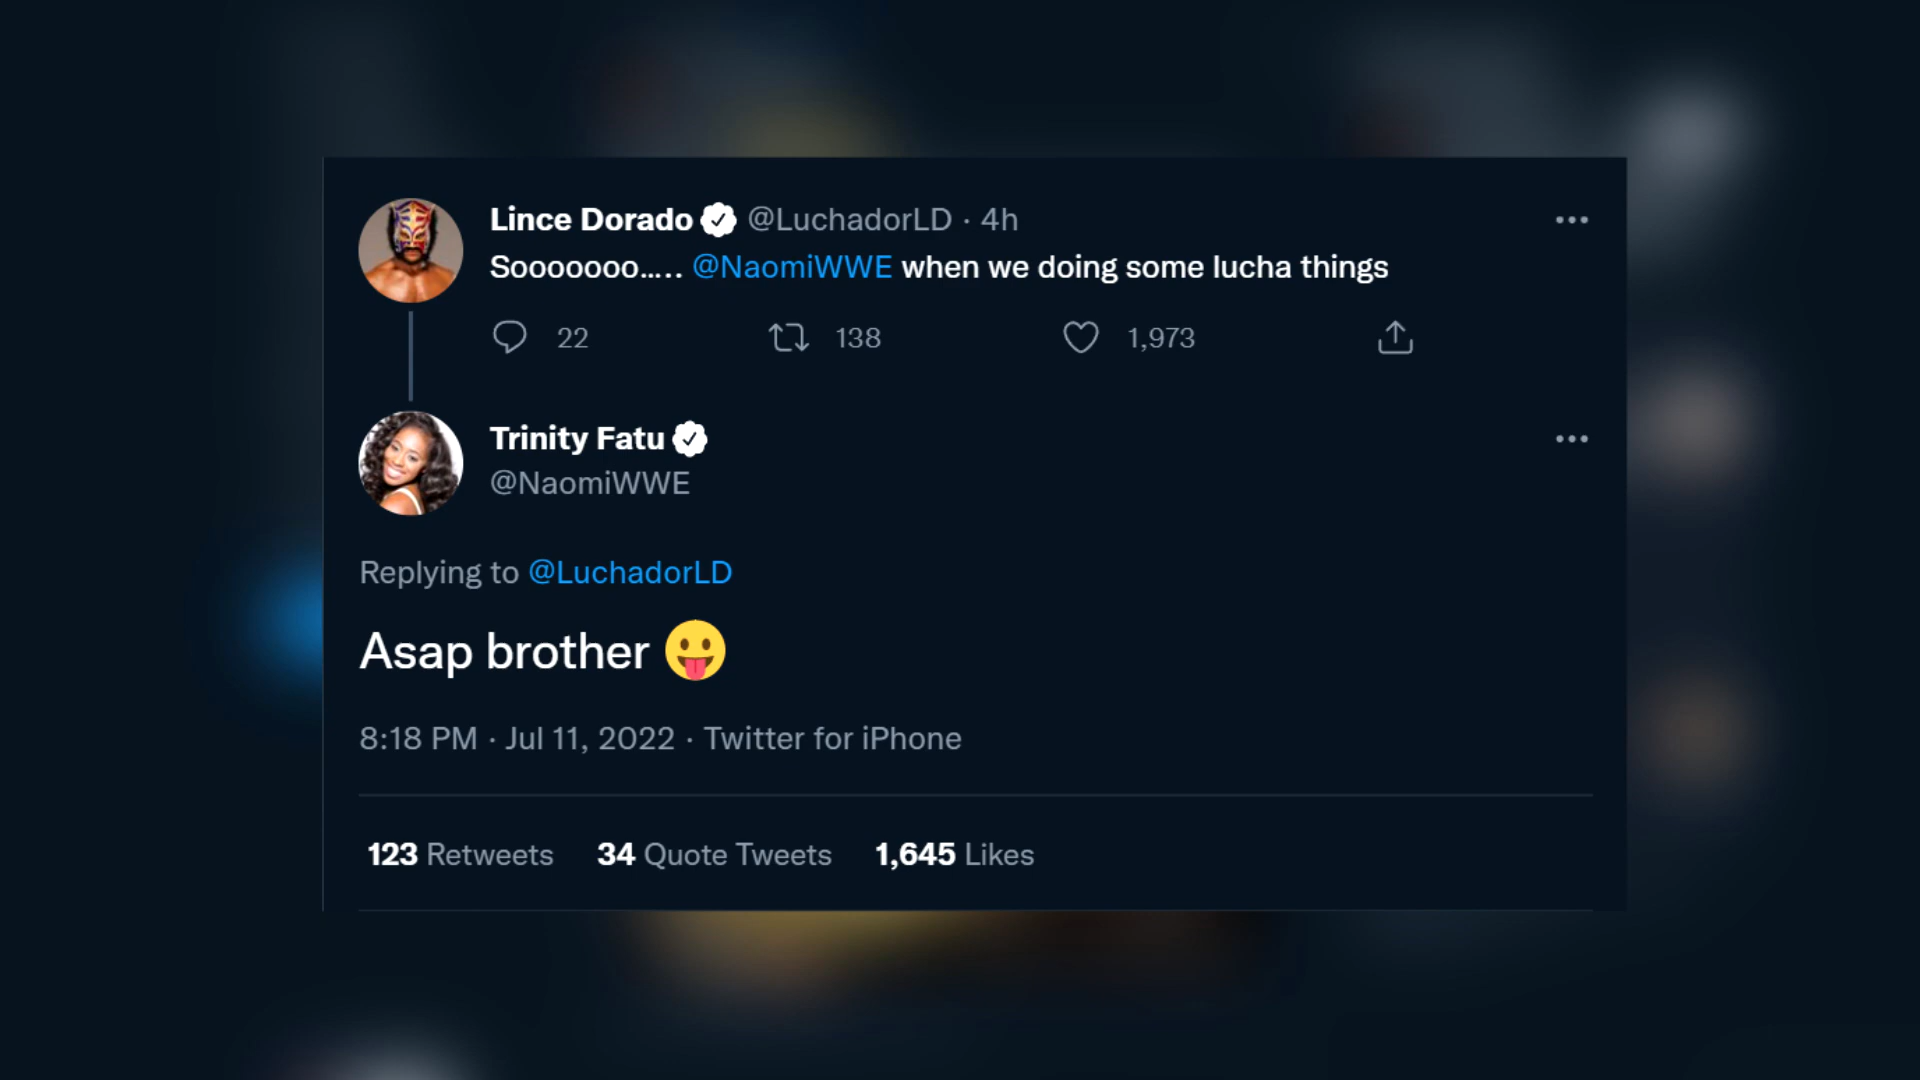 Lince Dorado @LuchadorLD · 4h
Sooooooo..... @NaomiWWE when we doing some lucha things
22 138 1,973
Trinity Fatu
@NaomiWWE
Replying to @LuchadorLD
Asap brother 😛
8:18 PM · Jul 11, 2022 · Twitter for iPhone
123 Retweets 34 Quote Tweets 1,645 Likes